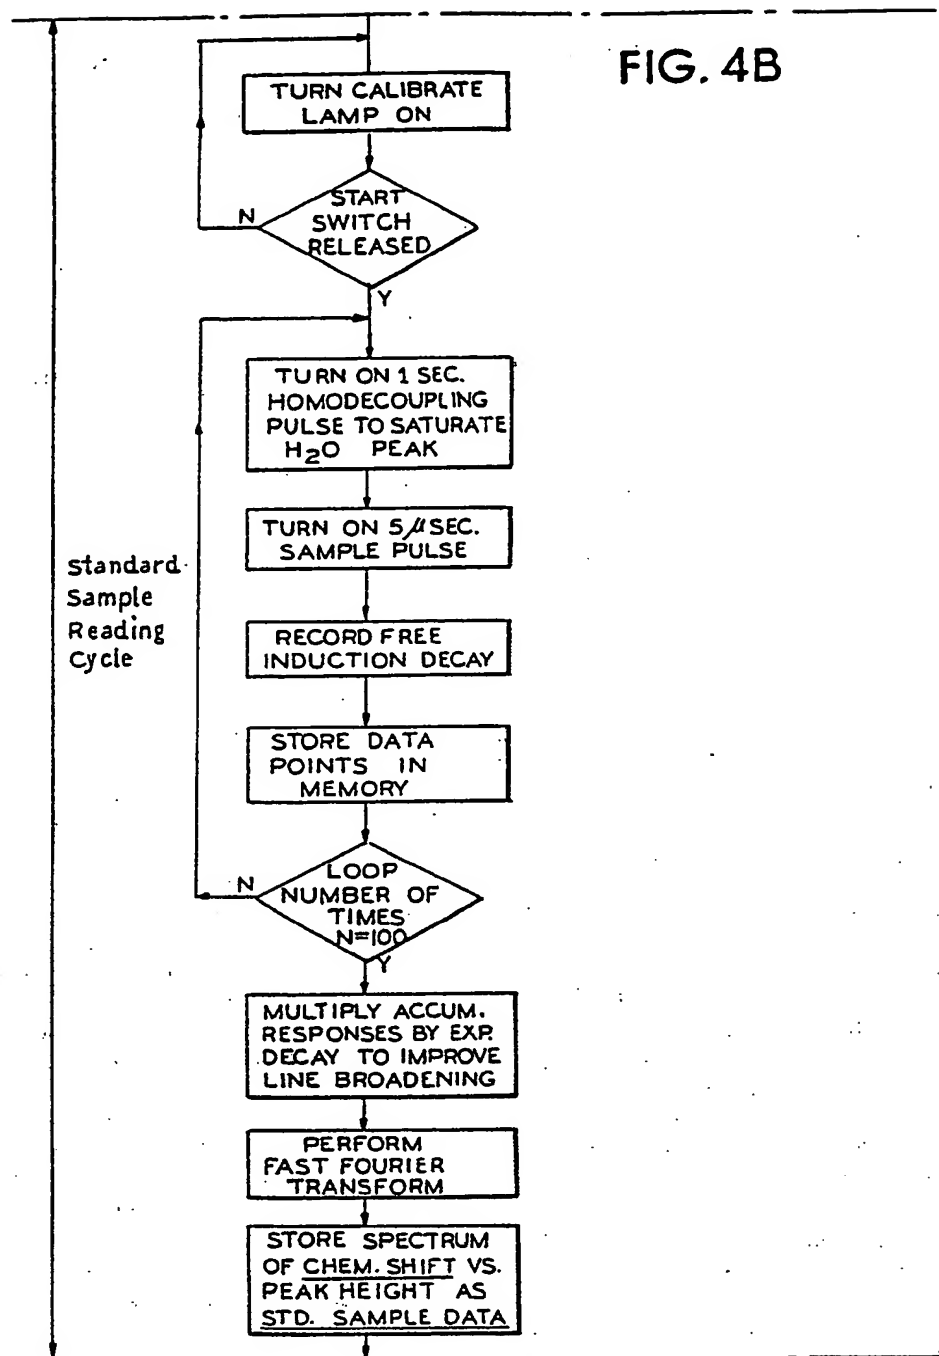 FIG. 4B
TURN CALIBRATE
LAMP ON
START
SWITCH
RELEASED
N
Y
TURN ON 1 SEC.
HOMODECOUPLING
PULSE TO SATURATE
H₂O PEAK
TURN ON 5 µSEC.
SAMPLE PULSE
Standard
Sample
Reading
Cycle
RECORD FREE
INDUCTION DECAY
STORE DATA
POINTS IN
MEMORY
LOOP
NUMBER OF
TIMES
N=100
N
Y
MULTIPLY ACCUM.
RESPONSES BY EXP.
DECAY TO IMPROVE
LINE BROADENING
PERFORM
FAST FOURIER
TRANSFORM
STORE SPECTRUM
OF CHEM. SHIFT VS.
PEAK HEIGHT AS
STD. SAMPLE DATA